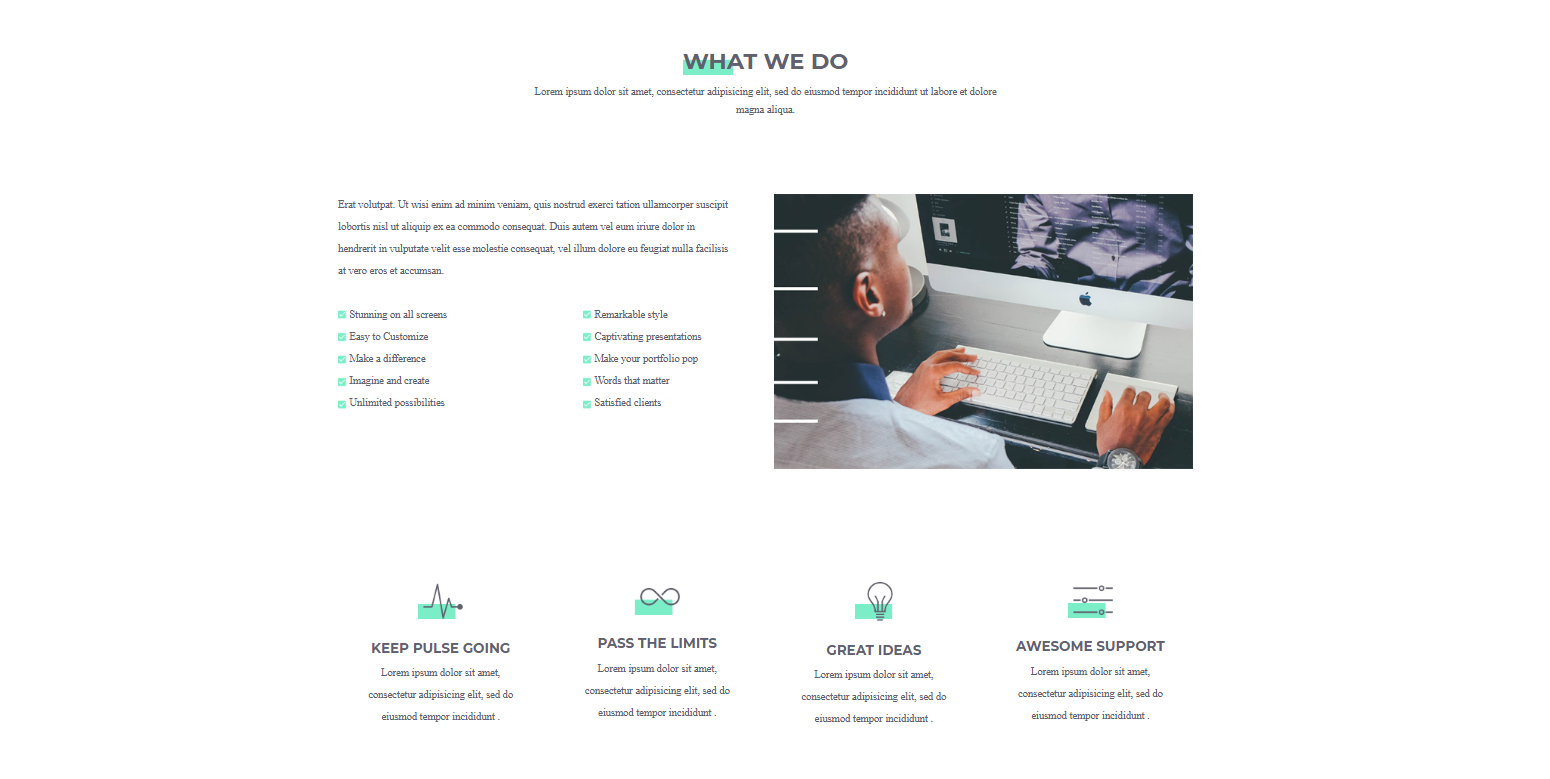 WHAT WE DO
Lorem ipsum dolor sit amet, consectetur adipisicing elit, sed do eiusmod tempor incididunt ut labore et dolore
magna aliqua.
Erat volutpat. Ut wisi enim ad minim veniam, quis nostrud exerci tation ullamcorper suscipit
lobortis nisl ut aliquip ex ea commodo consequat. Duis autem vel eum iriure dolor in
hendrerit in vulputate velit esse molestie consequat, vel illum dolore eu feugiat nulla facilisis
at vero eros et accumsan.
Stunning on all screens
Easy to Customize
Make a difference
Imagine and create
Unlimited possibilities
Remarkable style
Captivating presentations
Make your portfolio pop
Words that matter
Satisfied clients
KEEP PULSE GOING
Lorem ipsum dolor sit amet,
consectetur adipisicing elit, sed do
eiusmod tempor incididunt .
PASS THE LIMITS
Lorem ipsum dolor sit amet,
consectetur adipisicing elit, sed do
eiusmod tempor incididunt .
GREAT IDEAS
Lorem ipsum dolor sit amet,
consectetur adipisicing elit, sed do
eiusmod tempor incididunt .
AWESOME SUPPORT
Lorem ipsum dolor sit amet,
consectetur adipisicing elit, sed do
eiusmod tempor incididunt .